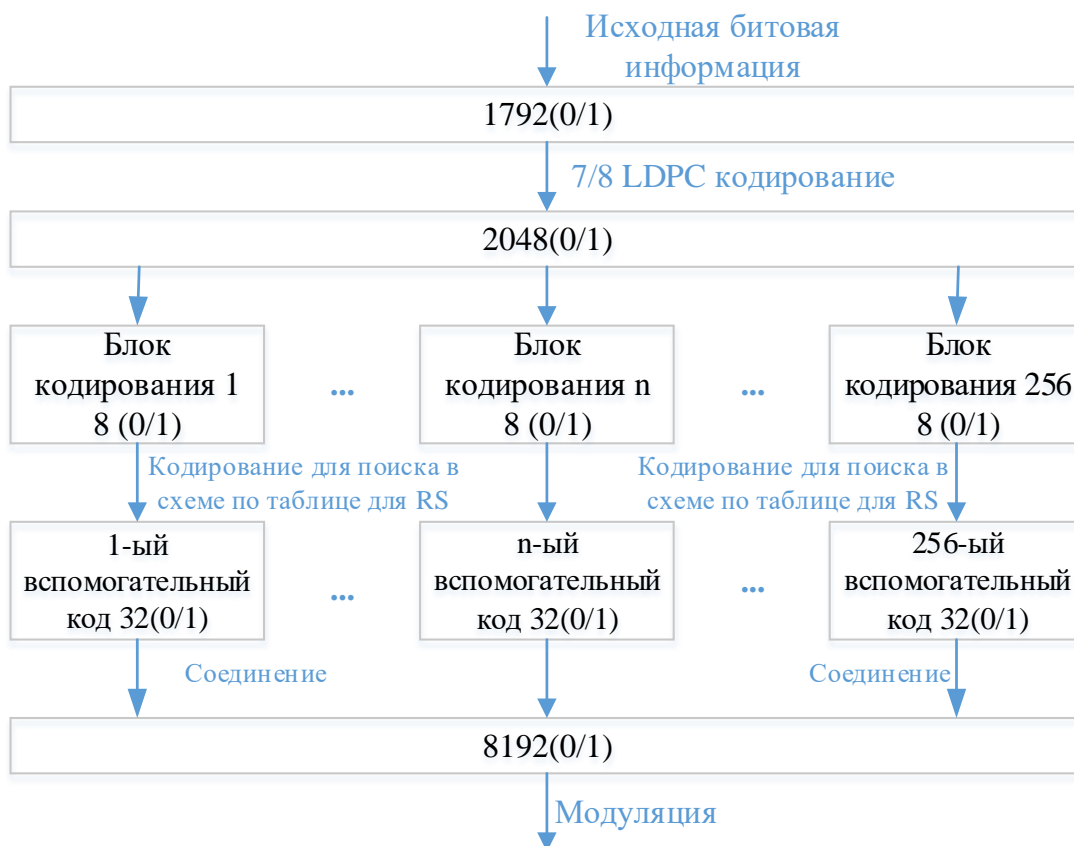 Исходная битовая
информация
1792(0/1)
7/8 LDPC кодирование
2048(0/1)
Блок
кодирования 1
8 (0/1)
...
Блок
кодирования n
8 (0/1)
...
Блок
кодирования 256
8 (0/1)
Кодирование для поиска в
схеме по таблице для RS
Кодирование для поиска в
схеме по таблице для RS
1-ый
вспомогательный
код 32(0/1)
...
n-ый
вспомогательный
код 32(0/1)
...
256-ый
вспомогательный
код 32(0/1)
Соединение
Соединение
8192(0/1)
Модуляция